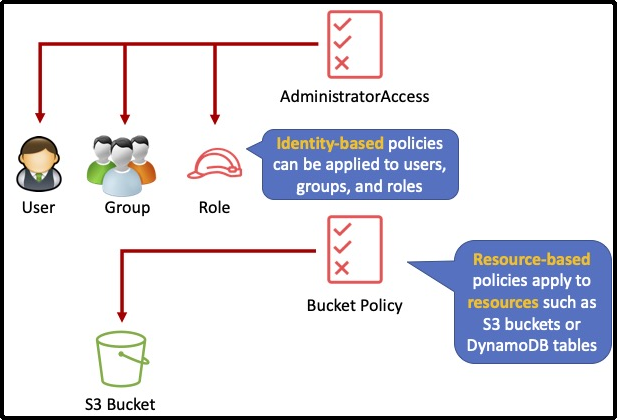 AdministratorAccess
Identity-based policies
can be applied to users,
groups, and roles
User
Group
Role
Bucket Policy
Resource-based
policies apply to
resources such as
S3 buckets or
DynamoDB tables
S3 Bucket